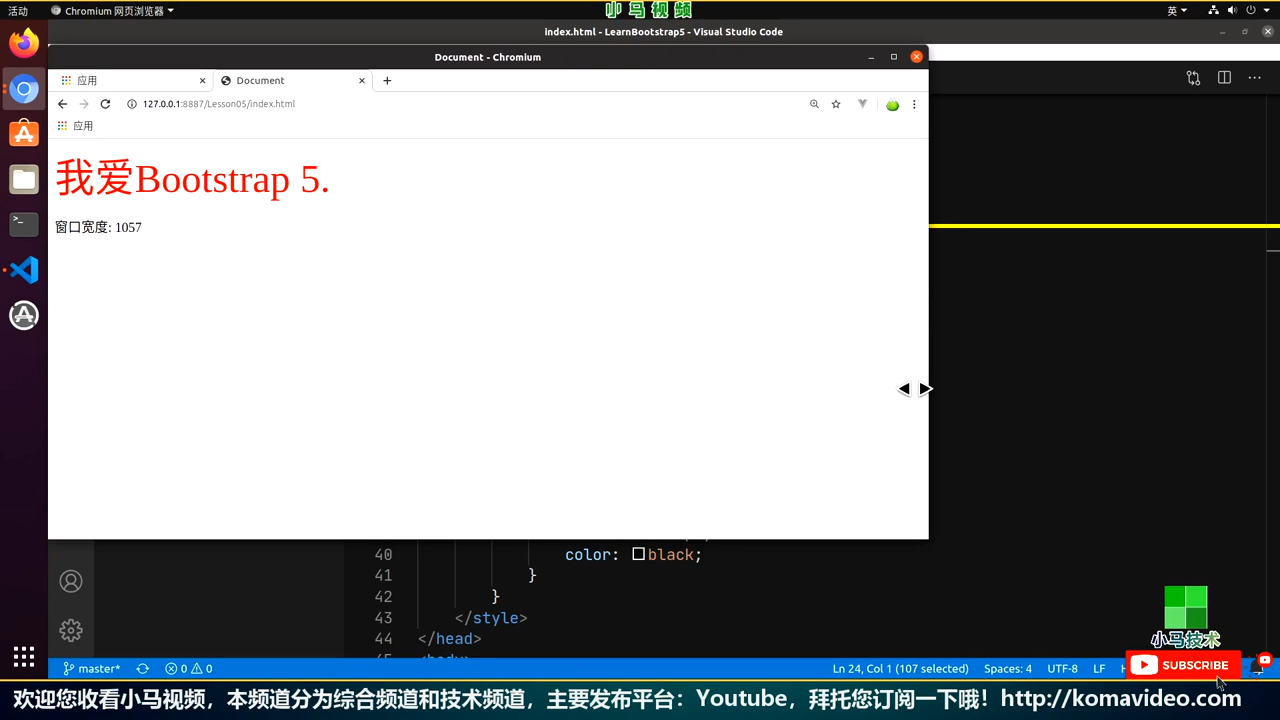 活动
Chromium 网页浏览器
小马视频
英
index.html - LearnBootstrap5 - Visual Studio Code
Document - Chromium
应用
Document
127.0.0.1:8887/Lesson05/index.html
应用
我爱Bootstrap 5.
窗口宽度: 1057
40 color: black;
41 }
42 }
43 </style>
44 </head>
小马技术
SUBSCRIBE
master*
0 0
Ln 24, Col 1 (107 selected)
Spaces: 4
UTF-8
LF
欢迎您收看小马视频，本频道分为综合频道和技术频道，主要发布平台：Youtube，拜托您订阅一下哦！http://komavideo.com